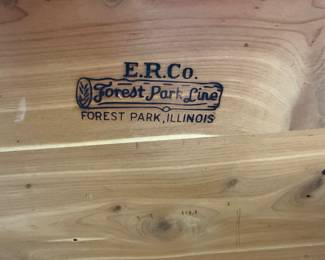 E.R.Co.
Forest Park Line
FOREST PARK, ILLINOIS